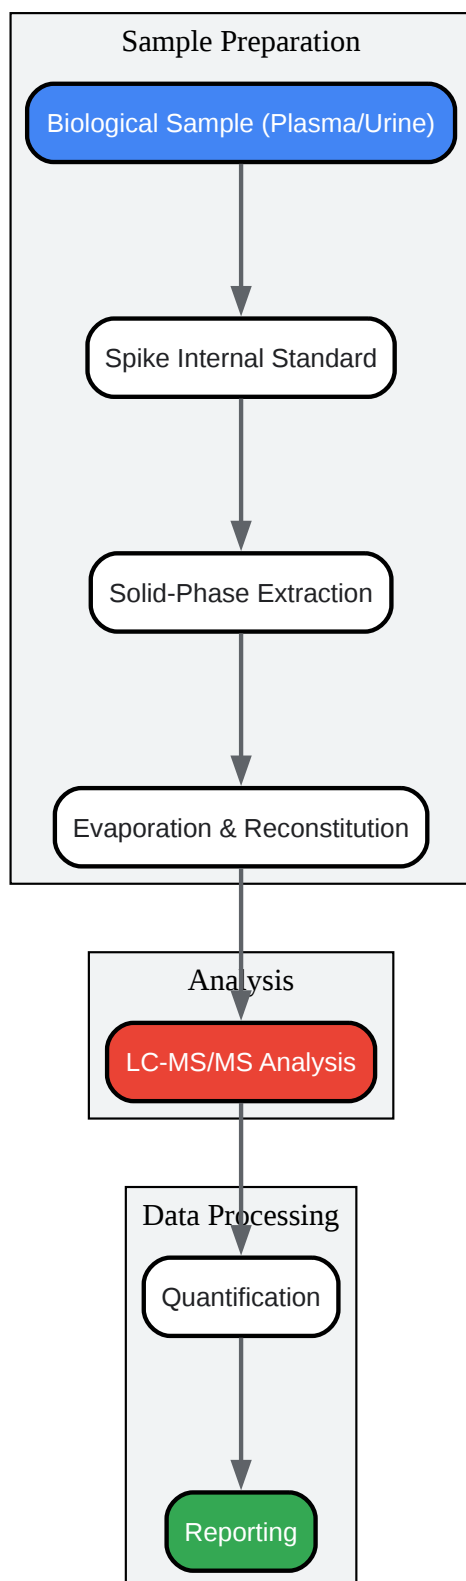 Sample Preparation
Biological Sample (Plasma/Urine)
Spike Internal Standard
Solid-Phase Extraction
Evaporation & Reconstitution
Analysis
LC-MS/MS Analysis
Data Processing
Quantification
Reporting